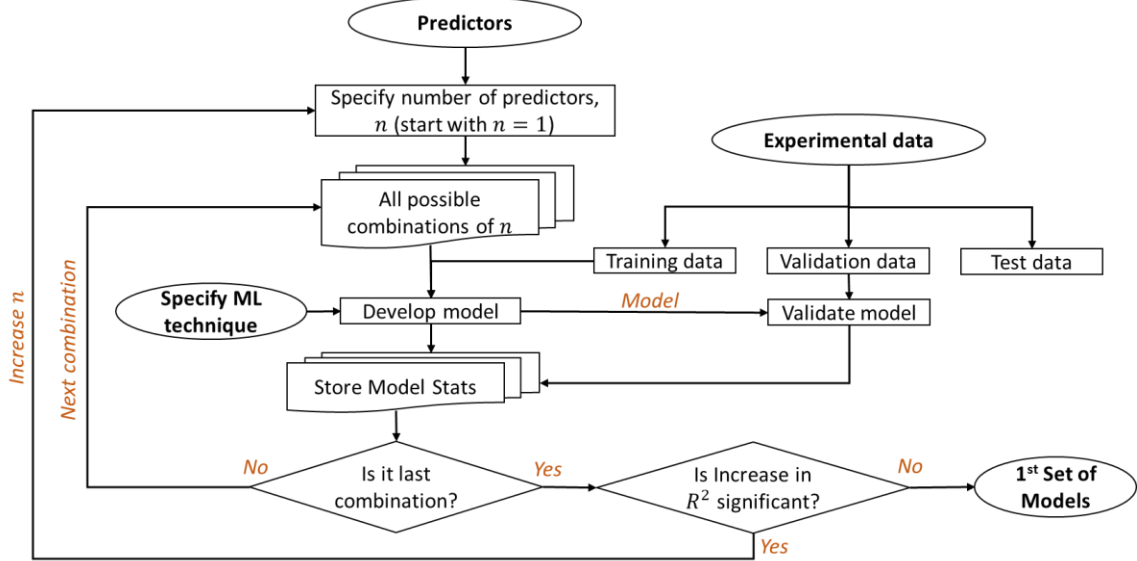 Predictors
Specify number of predictors,
n (start with n = 1)
Experimental data
All possible
combinations of n
Training data
Validation data
Test data
Specify ML
technique
Develop model
Model
Validate model
Increase n
Next combination
Store Model Stats
No
Is it last
combination?
Yes
Is Increase in
R² significant?
No
1st Set of
Models
Yes